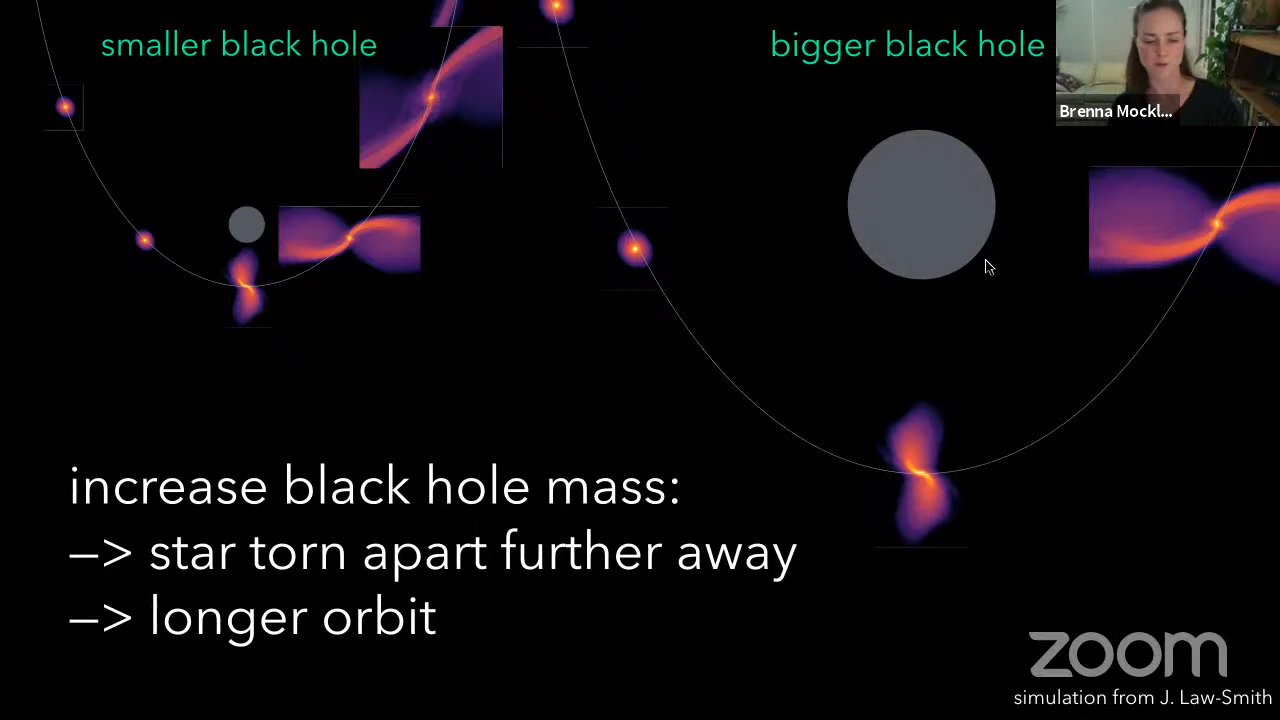 smaller black hole
bigger black hole
Brenna Mockl...
increase black hole mass:
—> star torn apart further away
—> longer orbit
zoom
simulation from J. Law-Smith